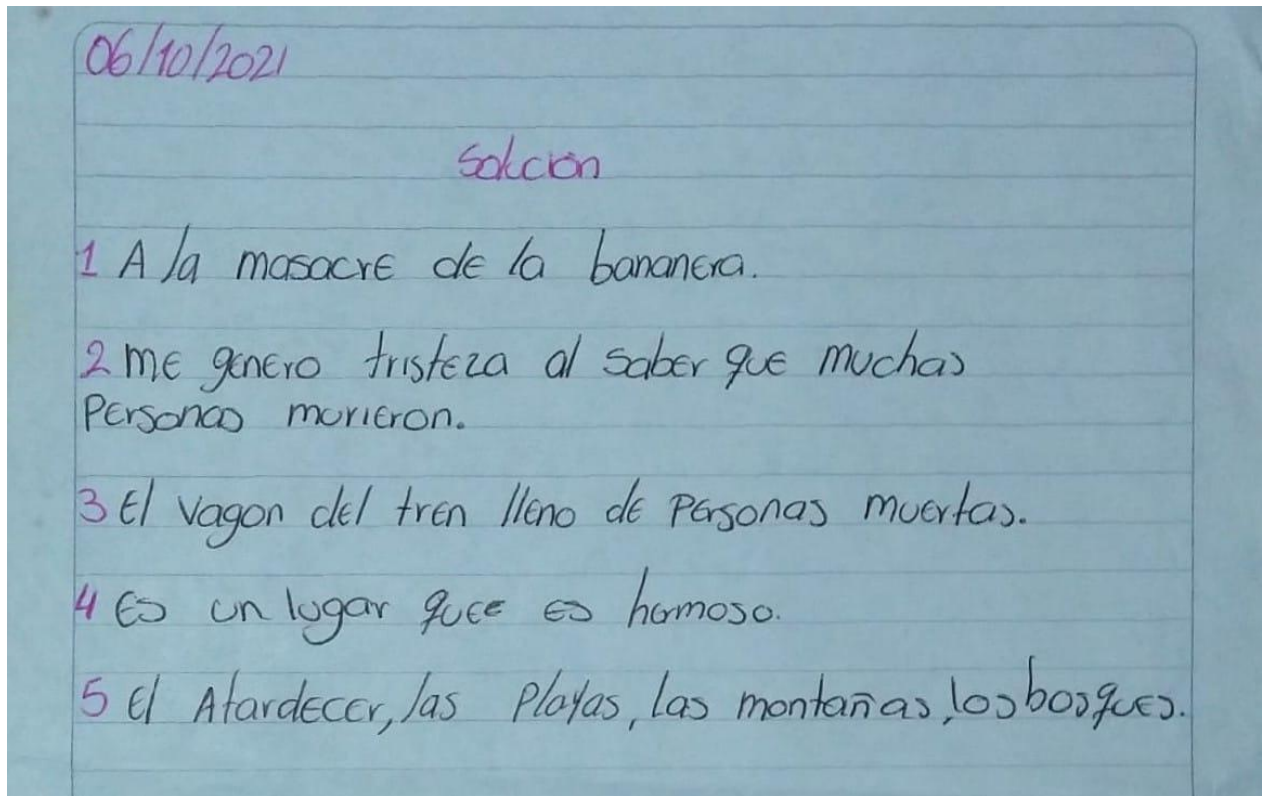 06/10/2021
Solución
1 A la masacre de la bananera.
2 me genero tristeza al saber que muchas
Personas murieron.
3 El vagon del tren lleno de Personas muertas.
4 Es un lugar quee es hermoso.
5 El Atardecer, las Playas, las montañas, los bosques.